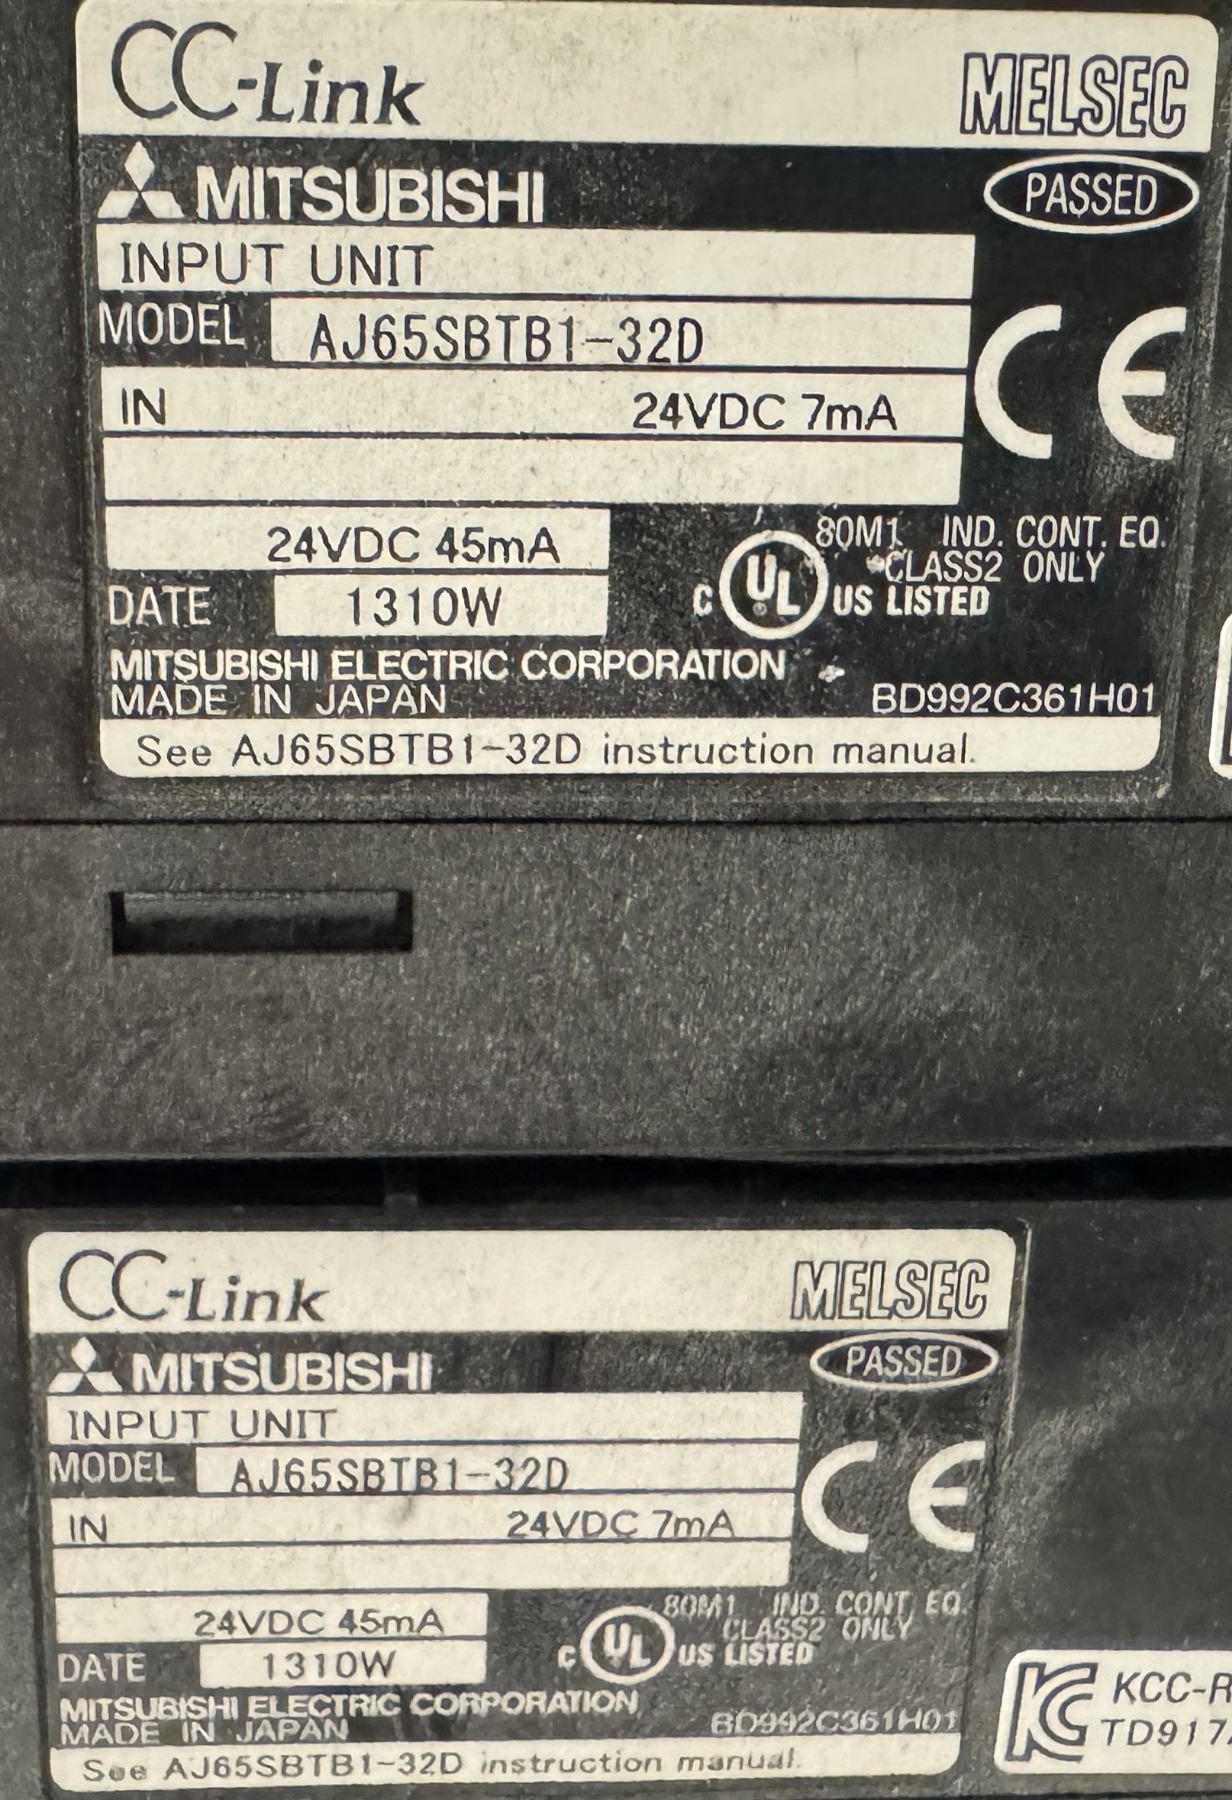 CC-Link MELSEC
MITSUBISHI PASSED
INPUT UNIT
MODEL AJ65SBTB1-32D
IN 24VDC 7mA
CE
24VDC 45mA
80M1 IND. CONT. EQ.
CLASS2 ONLY
C UL US LISTED
DATE 1310W
MITSUBISHI ELECTRIC CORPORATION
MADE IN JAPAN BD992C361H01
See AJ65SBTB1-32D instruction manual.
CC-Link MELSEC
MITSUBISHI PASSED
INPUT UNIT
MODEL AJ65SBTB1-32D
IN 24VDC 7mA
CE
24VDC 45mA
80M1 IND. CONT. EQ.
CLASS2 ONLY
C UL US LISTED
DATE 1310W
MITSUBISHI ELECTRIC CORPORATION
MADE IN JAPAN BD992C361H01
See AJ65SBTB1-32D instruction manual.
KC KCC-R
TD917